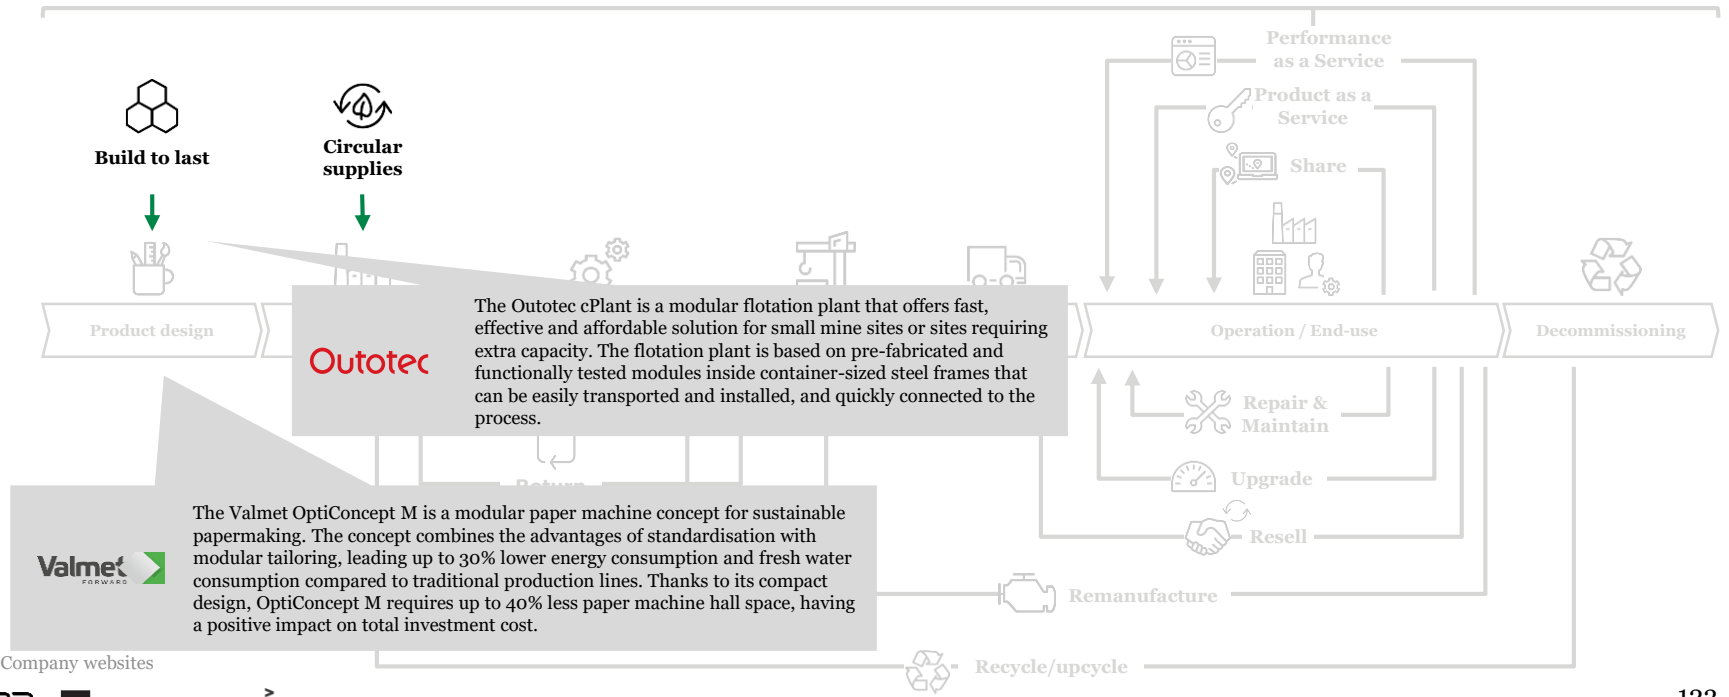 Performance
as a Service
Product as a
Service
Share
Build to last
Circular
supplies
Product design
Operation / End-use
Decommissioning
Outotec
The Outotec cPlant is a modular flotation plant that offers fast,
effective and affordable solution for small mine sites or sites requiring
extra capacity. The flotation plant is based on pre-fabricated and
functionally tested modules inside container-sized steel frames that
can be easily transported and installed, and quickly connected to the
process.
Repair &
Maintain
Upgrade
Resell
Remanufacture
Recycle/upcycle
Return
Valmet
FORWARD
The Valmet OptiConcept M is a modular paper machine concept for sustainable
papermaking. The concept combines the advantages of standardisation with
modular tailoring, leading up to 30% lower energy consumption and fresh water
consumption compared to traditional production lines. Thanks to its compact
design, OptiConcept M requires up to 40% less paper machine hall space, having
a positive impact on total investment cost.
Company websites